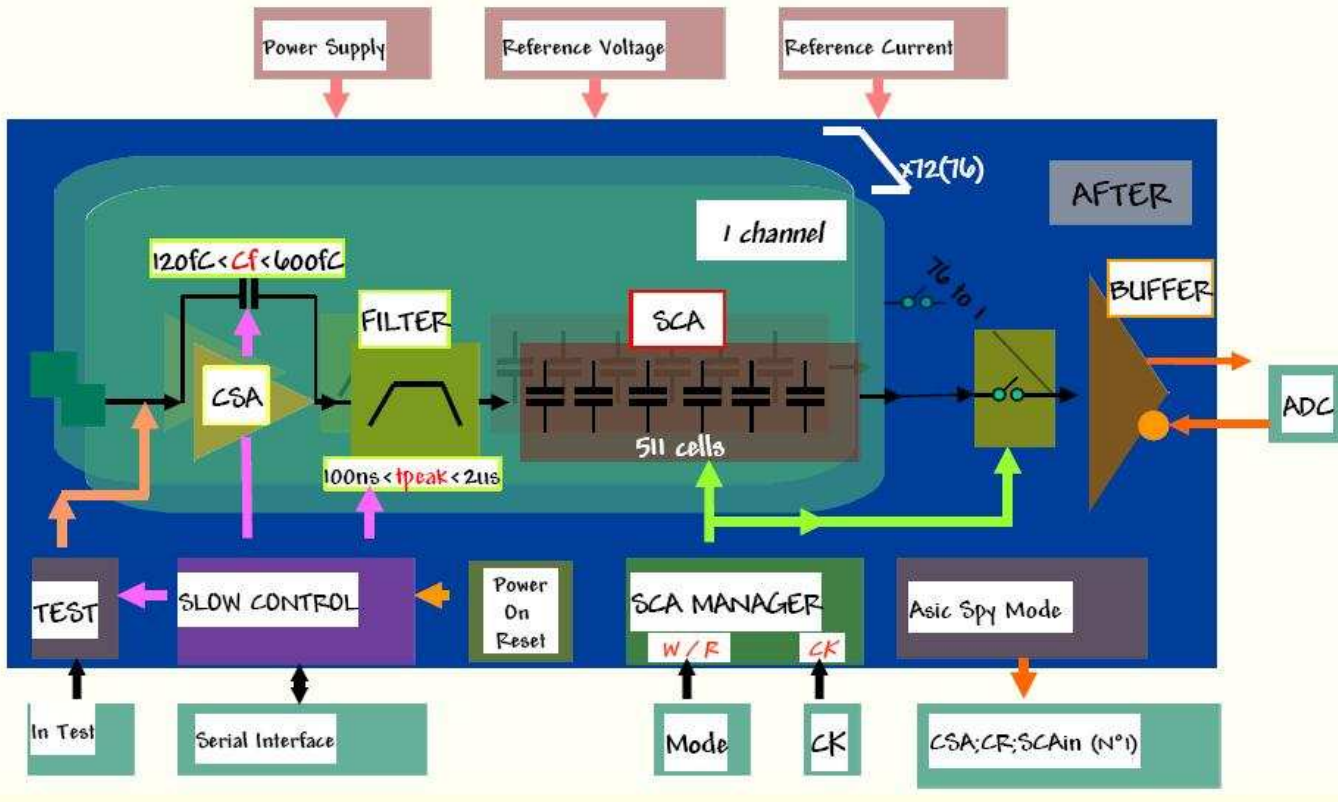 Power Supply
Reference Voltage
Reference Current
x72(76)
AFTER
1 channel
120fC<Cf<600fC
76 to 1
BUFFER
FILTER
SCA
CSA
ADC
511 cells
100ns<tpeak<2us
TEST
SLOW CONTROL
Power
On
Reset
SCA MANAGER
W/R
CK
Asic Spy Mode
In Test
Serial Interface
Mode
CK
CSA;CR;SCAin (N°1)